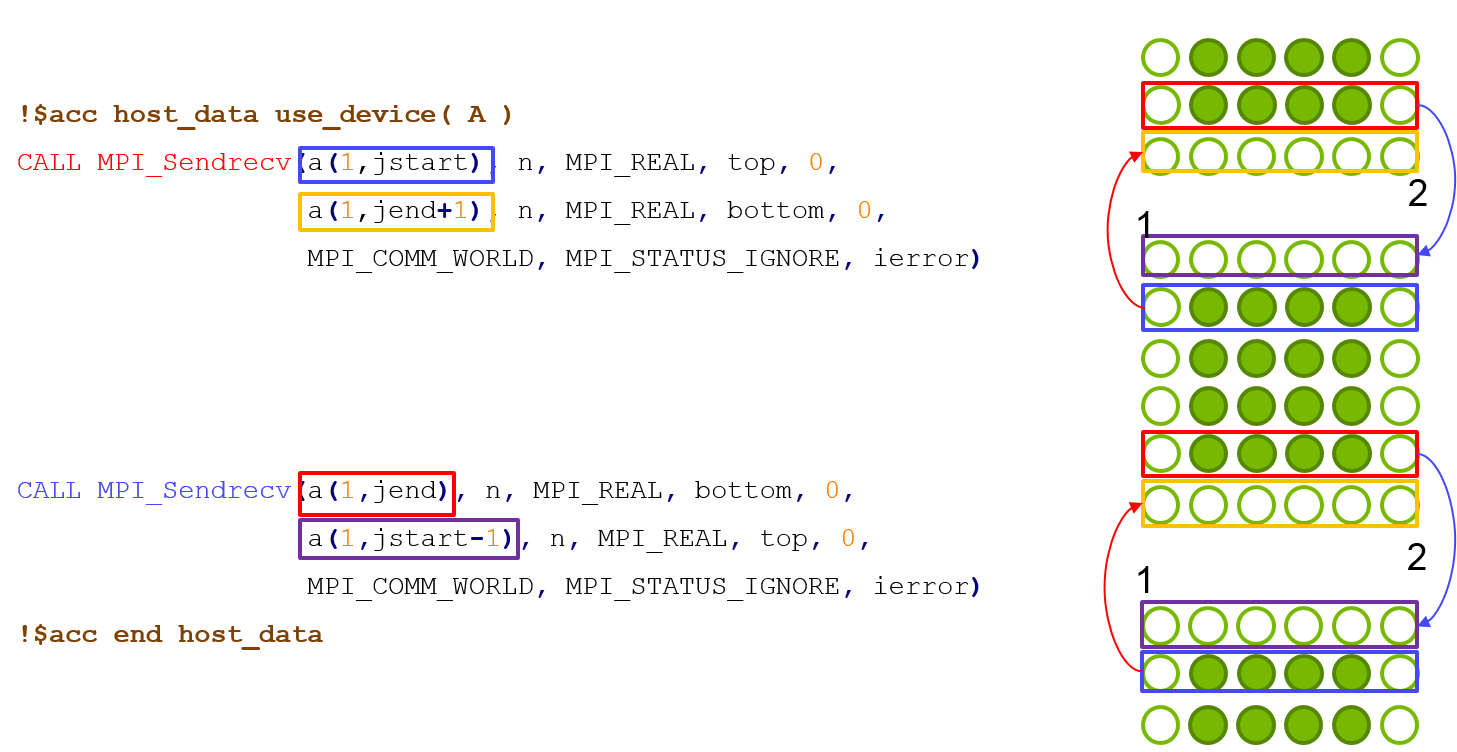 !$acc host_data use_device( A )
CALL MPI_Sendrecv(a(1,jstart), n, MPI_REAL, top, 0,
a(1,jend+1), n, MPI_REAL, bottom, 0,
MPI_COMM_WORLD, MPI_STATUS_IGNORE, ierror)
CALL MPI_Sendrecv(a(1,jend), n, MPI_REAL, bottom, 0,
a(1,jstart-1), n, MPI_REAL, top, 0,
MPI_COMM_WORLD, MPI_STATUS_IGNORE, ierror)
!$acc end host_data
2
1
2
1